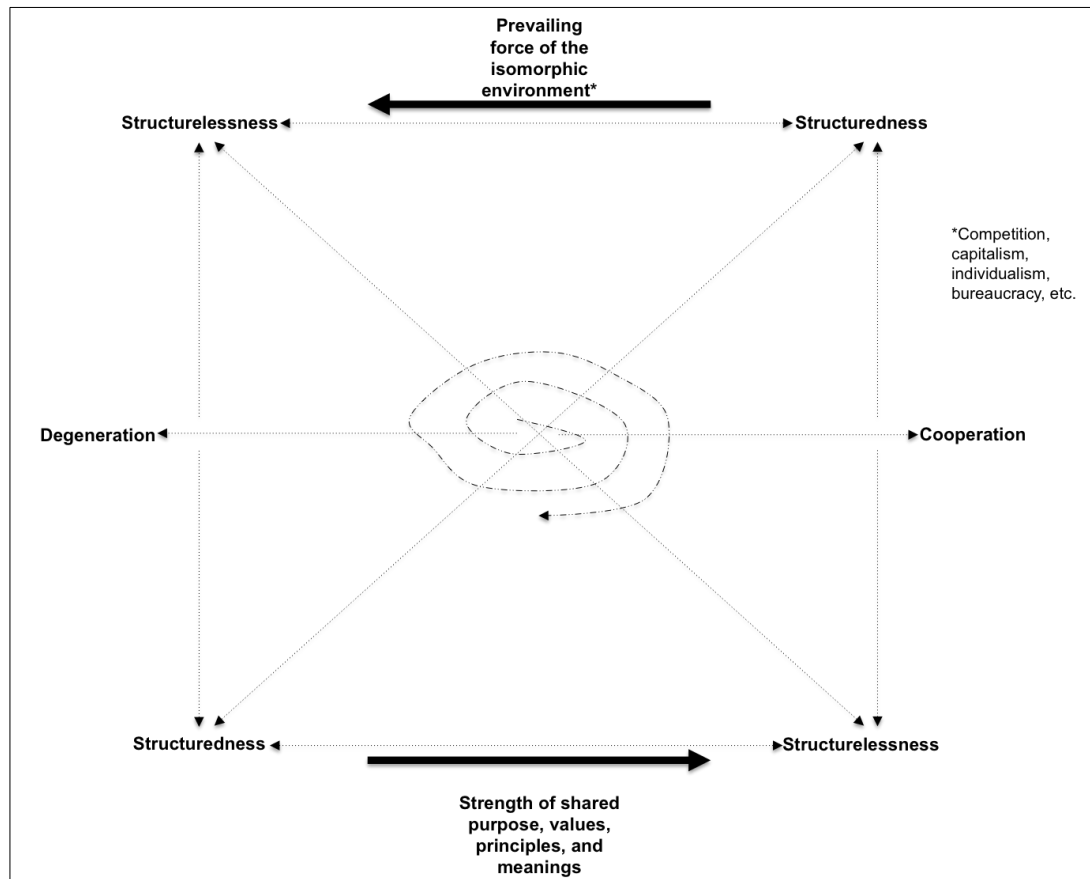 Prevailing
force of the
isomorphic
environment*
Structurelessness
Structuredness
*Competition,
capitalism,
individualism,
bureaucracy, etc.
Degeneration
Cooperation
Structuredness
Structurelessness
Strength of shared
purpose, values,
principles, and
meanings